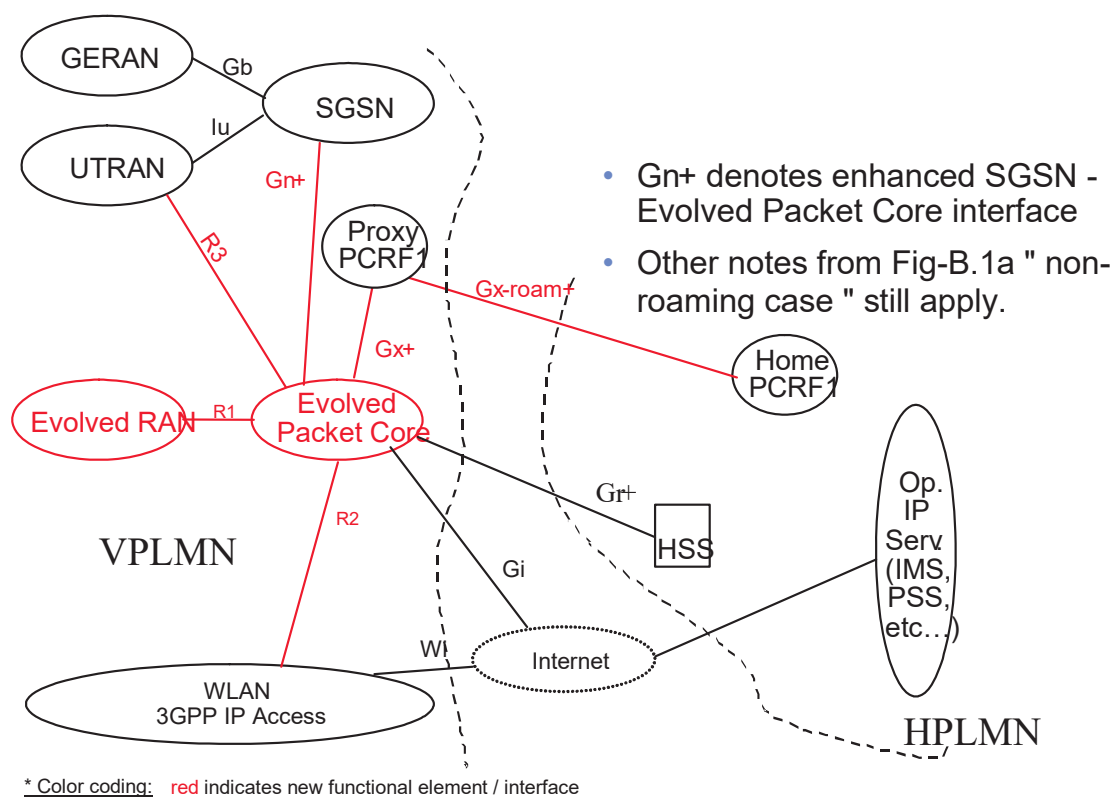 GERAN
Gb
SGSN
Iu
UTRAN
Gn+
R3
Proxy
PCRF1
Gx-roam+
Gx+
• Gn+ denotes enhanced SGSN -
Evolved Packet Core interface
• Other notes from Fig-B.1a " non-
roaming case " still apply.
Home
PCRF1
Evolved RAN
R1
Evolved
Packet Core
R2
VPLMN
Gr+
HSS
Gi
Op.
IP
Serv.
(IMS,
PSS,
etc…)
Wi
Internet
WLAN
3GPP IP Access
HPLMN
* Color coding: red indicates new functional element / interface